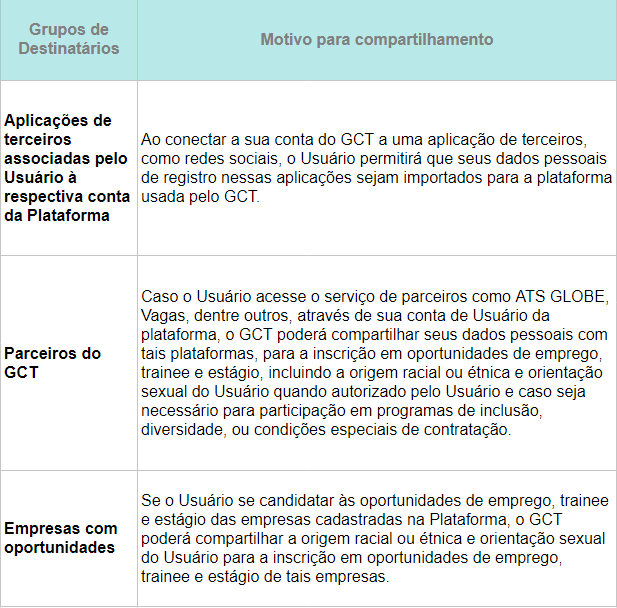 Grupos de
Destinatários
Motivo para compartilhamento
Aplicações de
terceiros
associadas pelo
Usuário à
respectiva conta
da Plataforma
Ao conectar a sua conta do GCT a uma aplicação de terceiros,
como redes sociais, o Usuário permitirá que seus dados pessoais
de registro nessas aplicações sejam importados para a plataforma
usada pelo GCT.
Parceiros do
GCT
Caso o Usuário acesse o serviço de parceiros como ATS GLOBE,
Vagas, dentre outros, através de sua conta de Usuário da
plataforma, o GCT poderá compartilhar seus dados pessoais com
tais plataformas, para a inscrição em oportunidades de emprego,
trainee e estágio, incluindo a origem racial ou étnica e orientação
sexual do Usuário quando autorizado pelo Usuário e caso seja
necessário para participação em programas de inclusão,
diversidade, ou condições especiais de contratação.
Empresas com
oportunidades
Se o Usuário se candidatar às oportunidades de emprego, trainee
e estágio das empresas cadastradas na Plataforma, o GCT
poderá compartilhar a origem racial ou étnica e orientação sexual
do Usuário para a inscrição em oportunidades de emprego,
trainee e estágio de tais empresas.